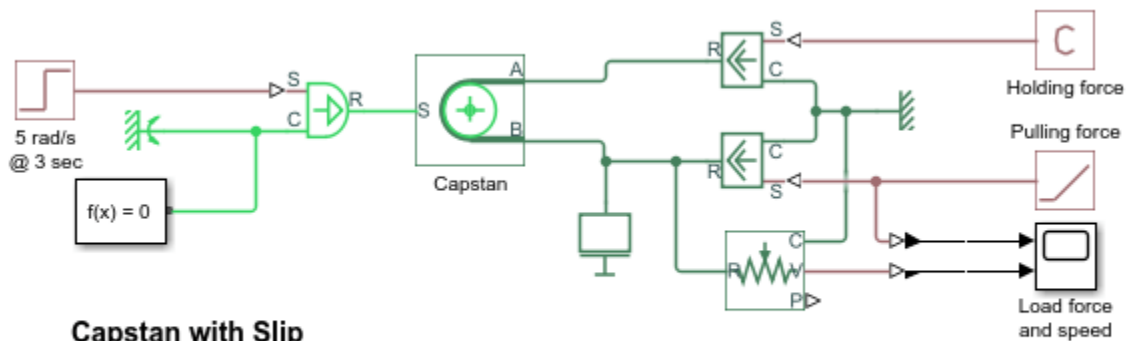 S
C
Holding force
R
C
5 rad/s
@ 3 sec
S
C
R
f(x) = 0
S
A
B
Capstan
C
R
S
Pulling force
R
C
V
P
Load force
and speed
Capstan with Slip